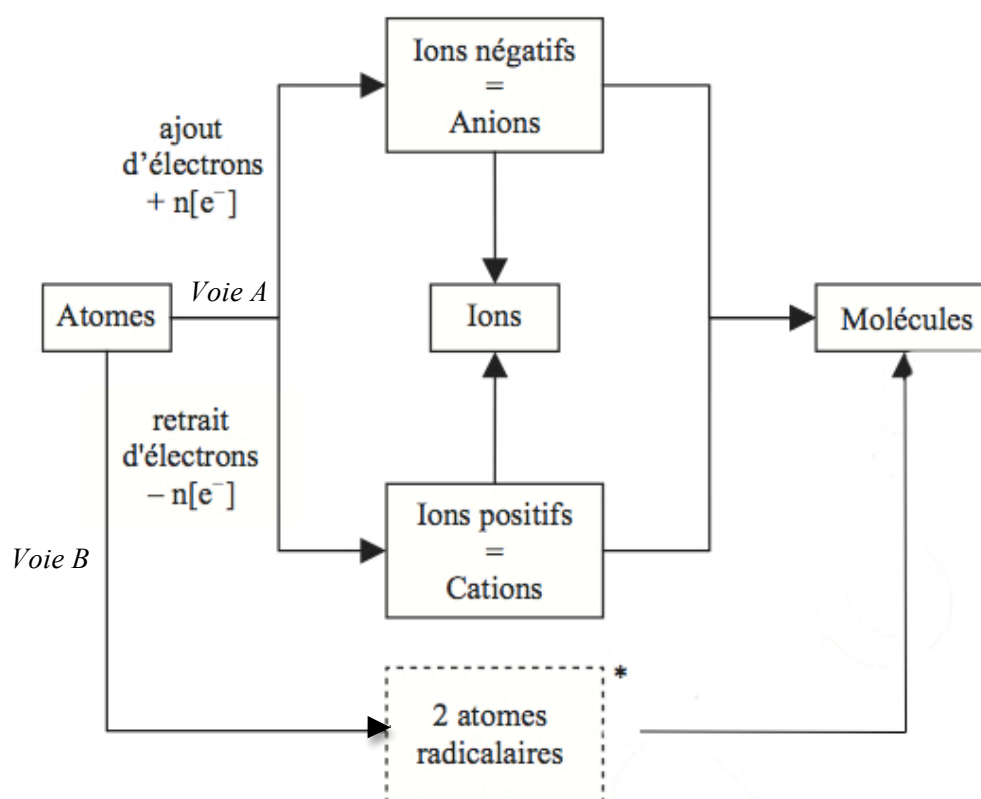 Ions négatifs
=
Anions
ajout
d’électrons
+ n[e⁻]
Voie A
Atomes
Ions
Molécules
retrait
d'électrons
– n[e⁻]
Ions positifs
=
Cations
Voie B
*
2 atomes
radicalaires